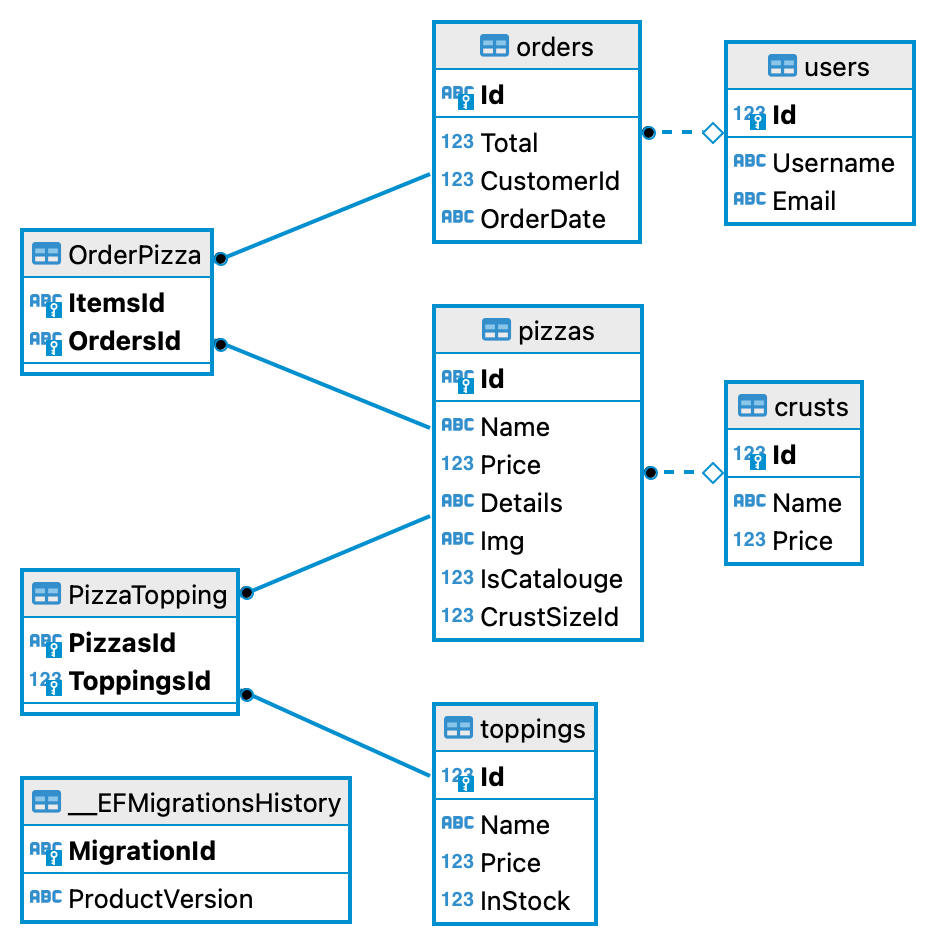 orders
ABC Id
123 Total
123 CustomerId
ABC OrderDate
users
123 Id
ABC Username
ABC Email
OrderPizza
ABC ItemsId
ABC OrdersId
pizzas
ABC Id
ABC Name
123 Price
ABC Details
ABC Img
123 IsCatalouge
123 CrustSizeId
crusts
123 Id
ABC Name
123 Price
PizzaTopping
ABC PizzasId
123 ToppingsId
toppings
123 Id
ABC Name
123 Price
123 InStock
__EFMigrationsHistory
ABC MigrationId
ABC ProductVersion